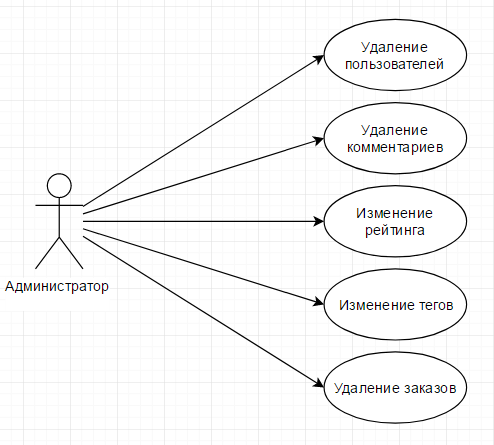 Удаление
пользователей
Удаление
комментариев
Изменение
рейтинга
Администратор
Изменение тегов
Удаление заказов